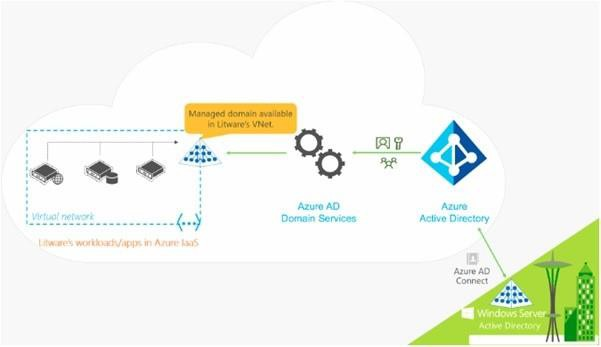 Managed domain available
in Litware's VNet.
Virtual network
Litware's workloads/apps in Azure IaaS
Azure AD
Domain Services
Azure
Active Directory
Azure AD
Connect
Windows Server
Active Directory